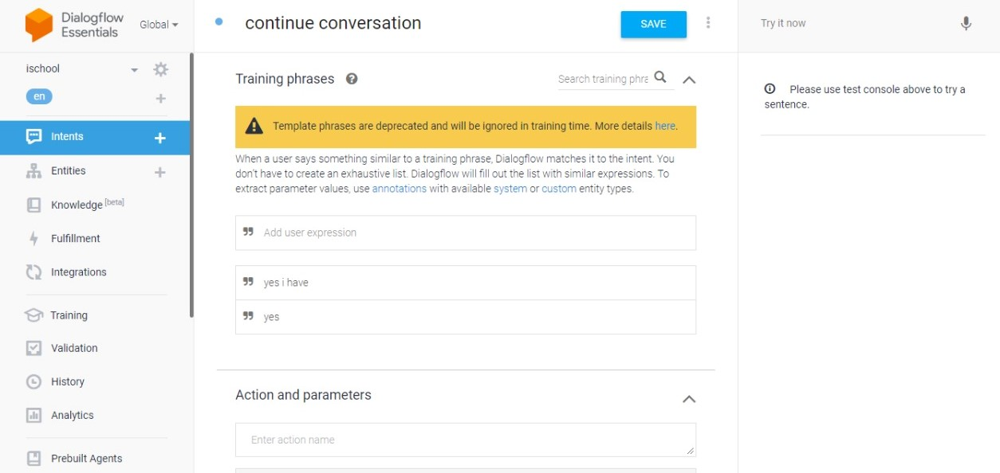 Dialogflow
Essentials
Global
ischool
en
Intents
Entities
Knowledge [beta]
Fulfillment
Integrations
Training
Validation
History
Analytics
Prebuilt Agents
continue conversation
SAVE
Training phrases
Search training phra
Template phrases are deprecated and will be ignored in training time. More details here.
When a user says something similar to a training phrase, Dialogflow matches it to the intent. You
don't have to create an exhaustive list. Dialogflow will fill out the list with similar expressions. To
extract parameter values, use annotations with available system or custom entity types.
Add user expression
yes i have
yes
Action and parameters
Enter action name
Try it now
Please use test console above to try a
sentence.